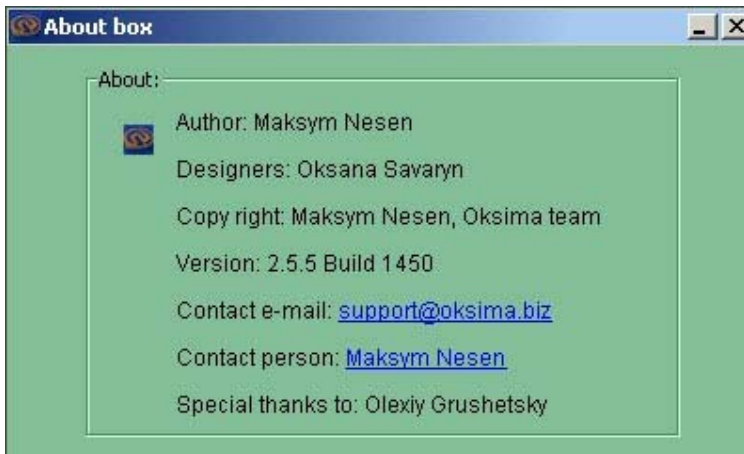 About box
About:
Author: Maksym Nesen
Designers: Oksana Savaryn
Copy right: Maksym Nesen, Oksima team
Version: 2.5.5 Build 1450
Contact e-mail: support@oksima.biz
Contact person: Maksym Nesen
Special thanks to: Olexiy Grushetsky